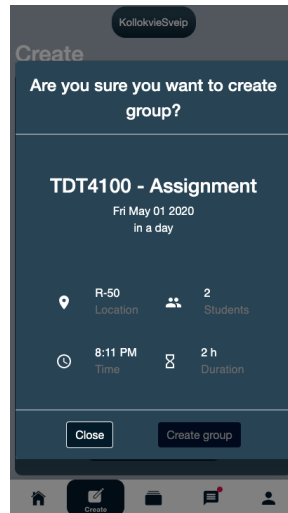 KollokvieSveip
Create
Are you sure you want to create
group?
TDT4100 - Assignment
Fri May 01 2020
in a day
R-50
Location
2
Students
8:11 PM
Time
2 h
Duration
Close
Create group
Create